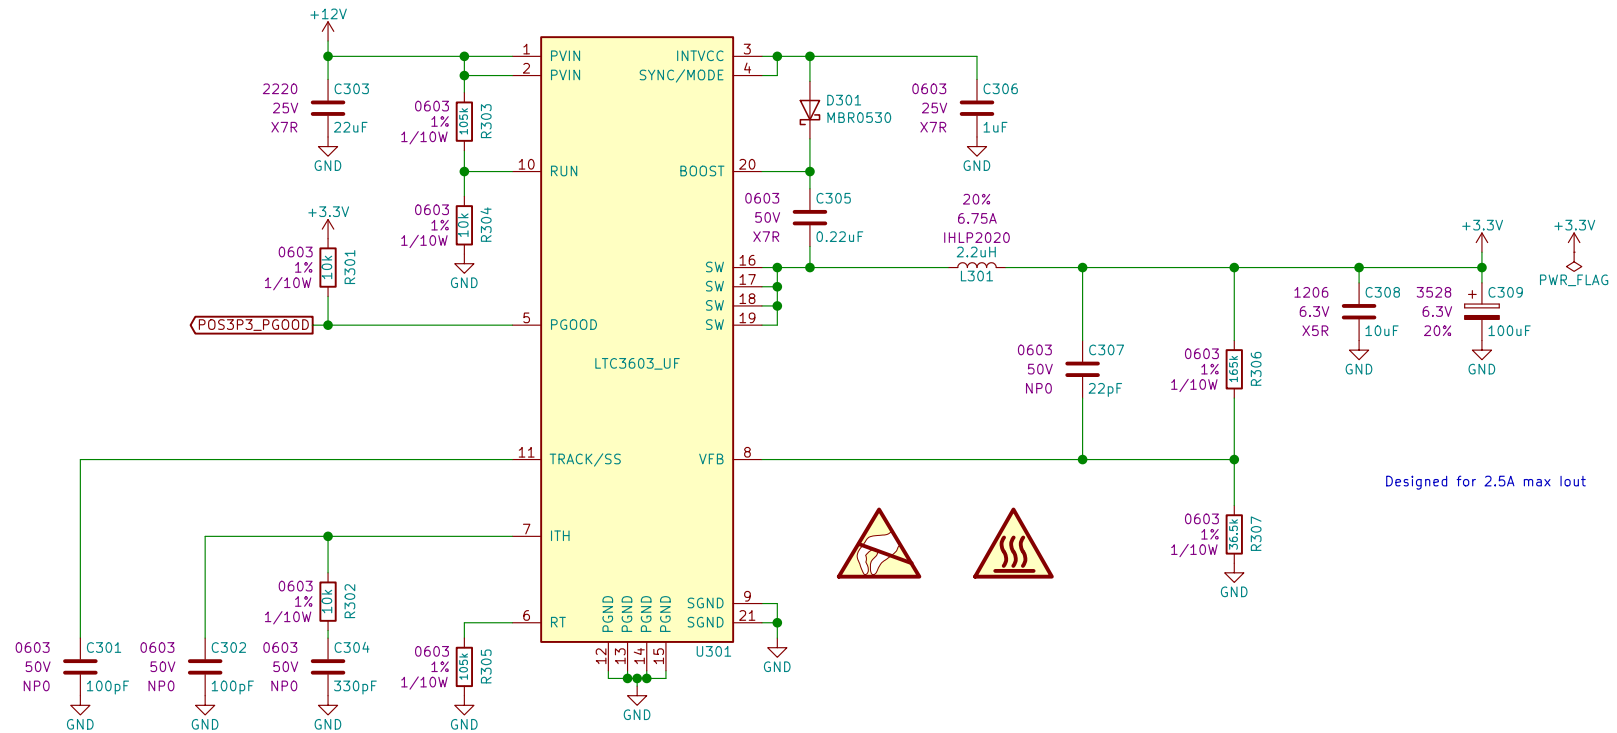 +12V
2220
25V
X7R
C303
22uF
GND
0603
1%
1/10W
105k
R303
+3.3V
0603
1%
1/10W
10k
R301
0603
1%
1/10W
10k
R304
GND
POS3P3_PGOOD
1
2
10
5
11
7
6
PVIN
PVIN
RUN
PGOOD
TRACK/SS
ITH
RT
LTC3603_UF
INTVCC
SYNC/MODE
BOOST
SW
SW
SW
SW
VFB
SGND
SGND
PGND
PGND
PGND
PGND
12
13
14
15
GND
U301
3
4
20
16
17
18
19
8
9
21
GND
D301
MBR0530
0603
25V
X7R
C306
1uF
GND
0603
50V
X7R
C305
0.22uF
20%
6.75A
IHLP2020
2.2uH
L301
0603
50V
NP0
C307
22pF
0603
1%
1/10W
165k
R306
0603
1%
1/10W
36.5k
R307
GND
1206
6.3V
X5R
C308
10uF
GND
+3.3V
3528
6.3V
20%
+
C309
100uF
GND
+3.3V
PWR_FLAG
Designed for 2.5A max Iout
0603
50V
NP0
C301
100pF
GND
0603
50V
NP0
C302
100pF
GND
0603
1%
1/10W
10k
R302
0603
50V
NP0
C304
330pF
GND
0603
1%
1/10W
105k
R305
GND